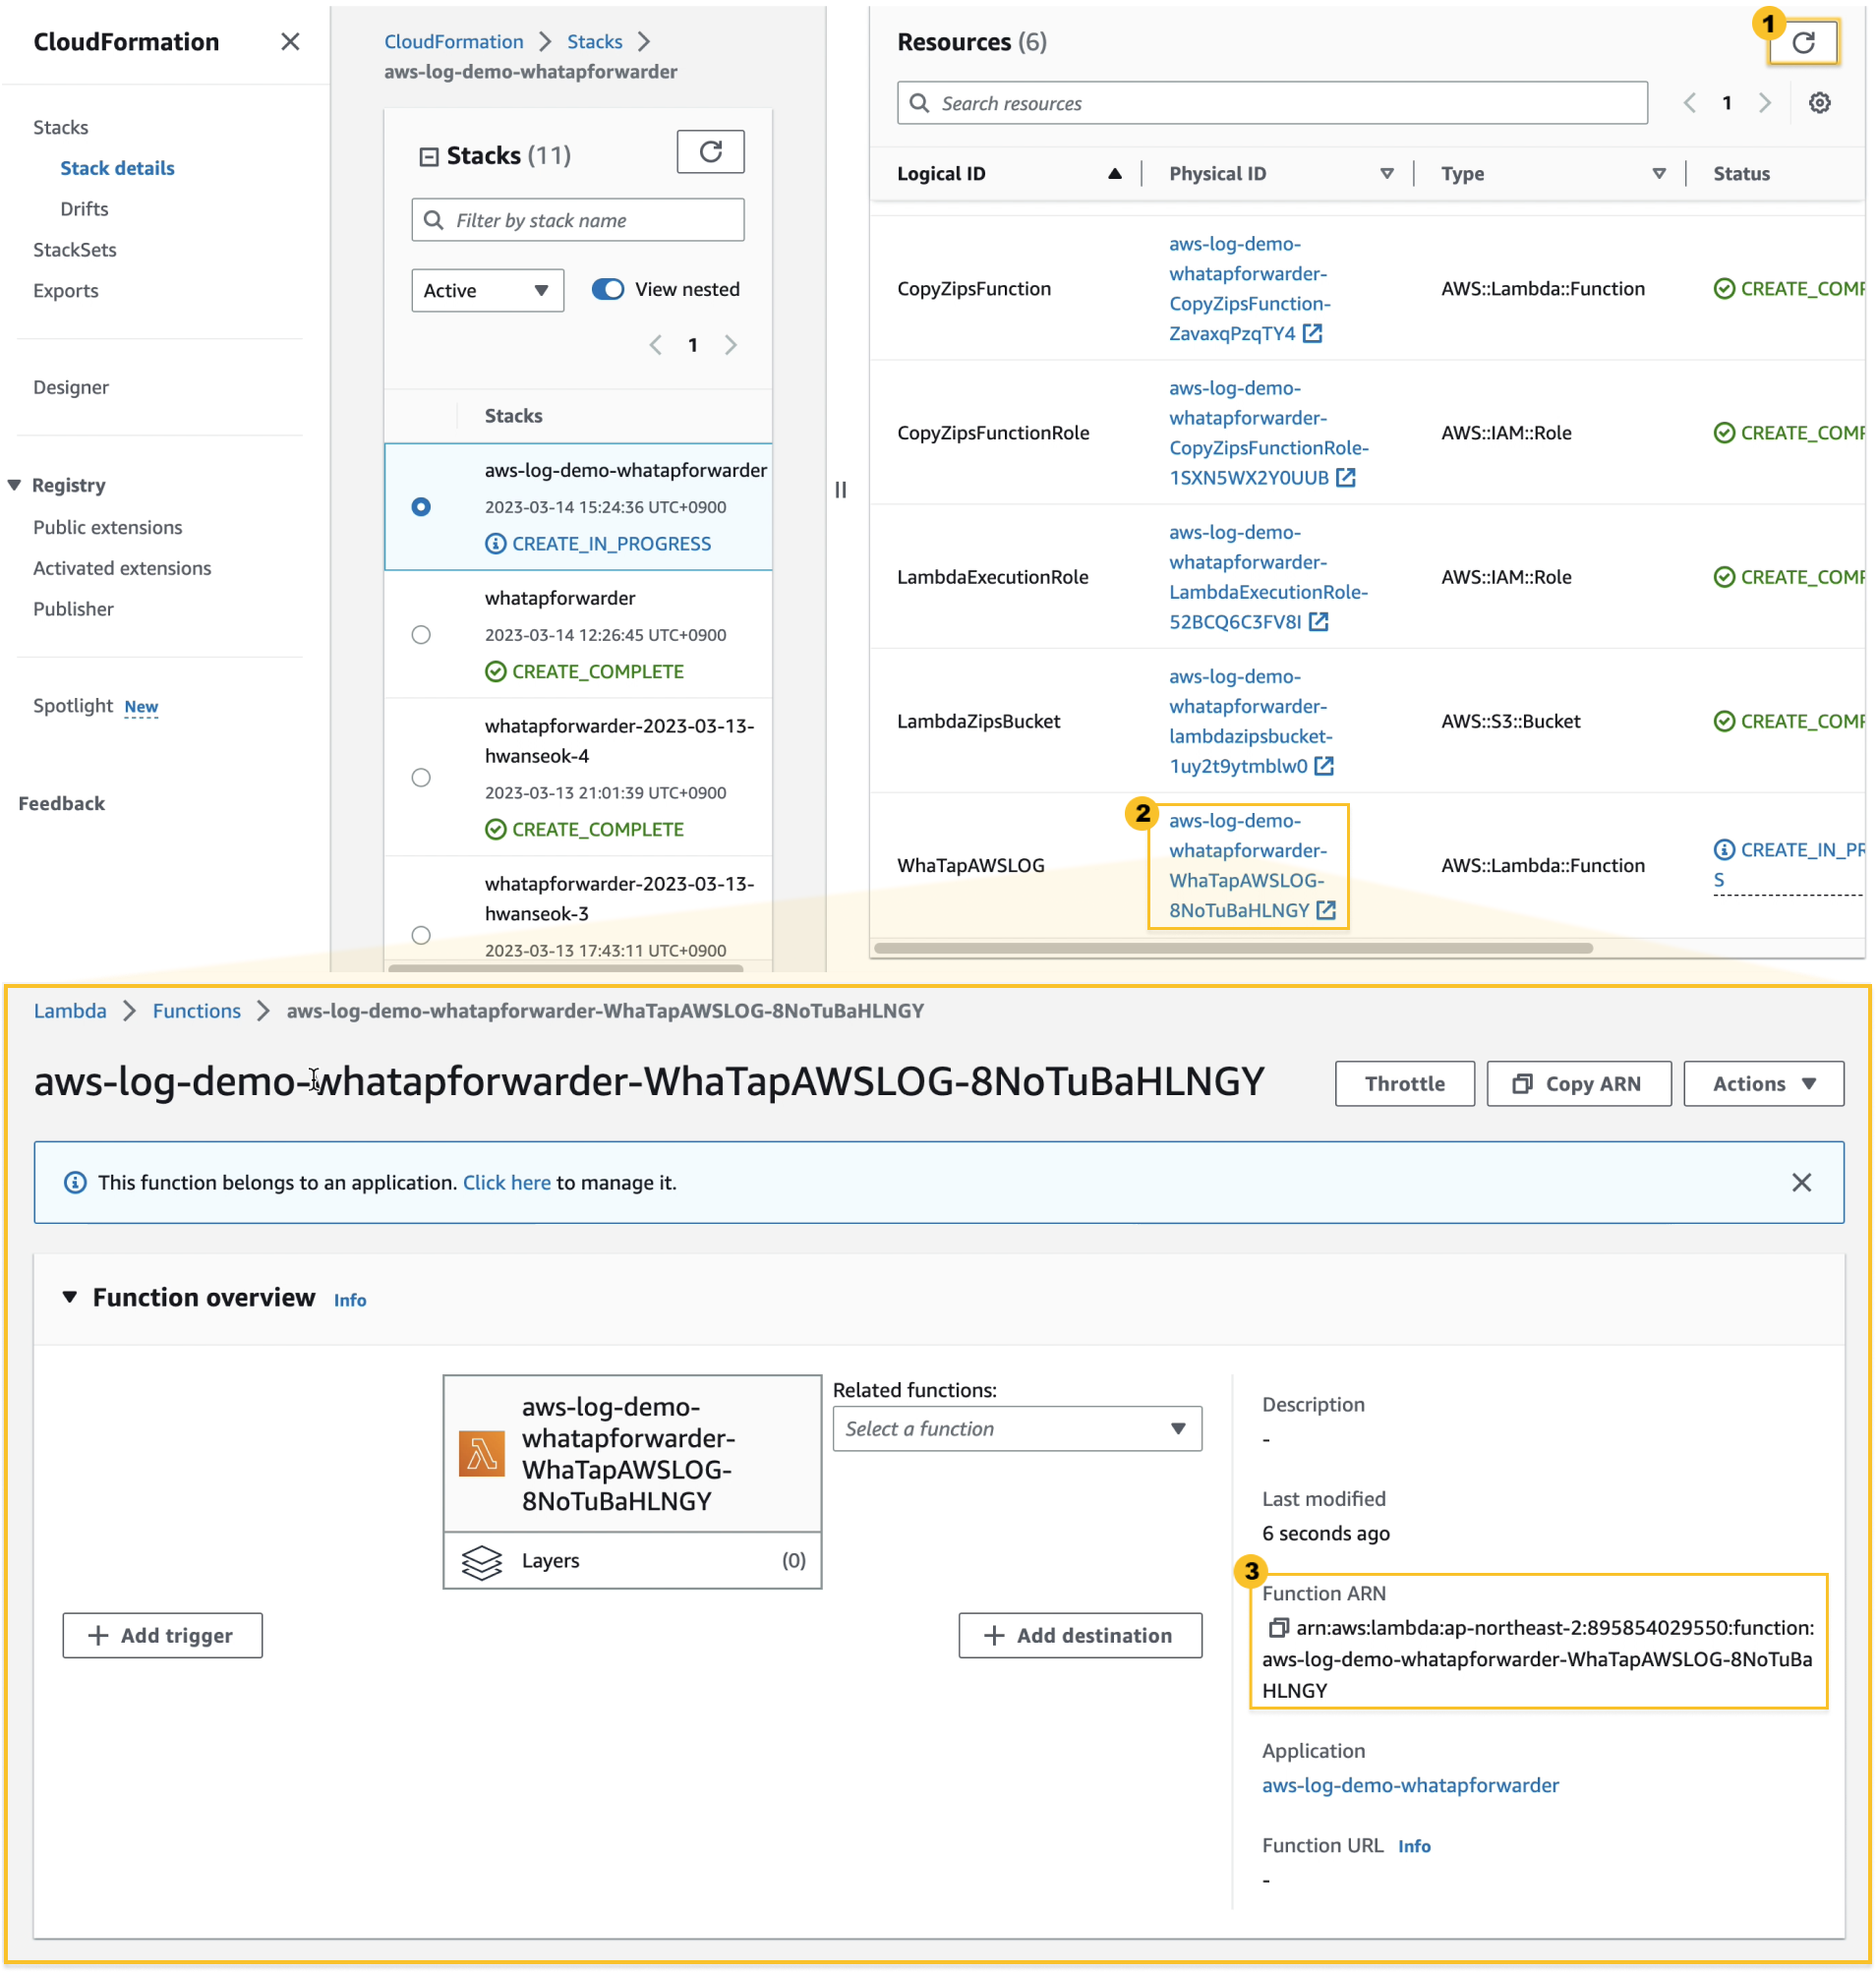 CloudFormation
Stacks
Stack details
Drifts
StackSets
Exports
Designer
Registry
Public extensions
Activated extensions
Publisher
Spotlight New
Feedback
CloudFormation > Stacks >
aws-log-demo-whatapforwarder
Stacks (11)
Filter by stack name
Active
View nested
1
Stacks
aws-log-demo-whatapforwarder
2023-03-14 15:24:36 UTC+0900
CREATE_IN_PROGRESS
whatapforwarder
2023-03-14 12:26:45 UTC+0900
CREATE_COMPLETE
whatapforwarder-2023-03-13-
hwanseok-4
2023-03-13 21:01:39 UTC+0900
CREATE_COMPLETE
whatapforwarder-2023-03-13-
hwanseok-3
2023-03-13 17:43:11 UTC+0900
Resources (6)
1
Search resources
1
Logical ID Physical ID Type Status
CopyZipsFunction
aws-log-demo-
whatapforwarder-
CopyZipsFunction-
ZavaxqPzqTY4
AWS::Lambda::Function
CREATE_COMP
CopyZipsFunctionRole
aws-log-demo-
whatapforwarder-
CopyZipsFunctionRole-
1SXN5WX2Y0UUB
AWS::IAM::Role
CREATE_COMP
LambdaExecutionRole
aws-log-demo-
whatapforwarder-
LambdaExecutionRole-
52BCQ6C3FV8I
AWS::IAM::Role
CREATE_COMP
LambdaZipsBucket
aws-log-demo-
whatapforwarder-
lambdazipsbucket-
1uy2t9ytmblw0
AWS::S3::Bucket
CREATE_COMP
WhaTapAWSLOG
2
aws-log-demo-
whatapforwarder-
WhaTapAWSLOG-
8NoTuBaHLNGY
AWS::Lambda::Function
CREATE_IN_PR
S
Lambda > Functions > aws-log-demo-whatapforwarder-WhaTapAWSLOG-8NoTuBaHLNGY
aws-log-demo-whatapforwarder-WhaTapAWSLOG-8NoTuBaHLNGY
Throttle
Copy ARN
Actions
This function belongs to an application. Click here to manage it.
Function overview Info
aws-log-demo-
whatapforwarder-
WhaTapAWSLOG-
8NoTuBaHLNGY
Layers (0)
Related functions:
Select a function
+ Add trigger
+ Add destination
Description
-
Last modified
6 seconds ago
3
Function ARN
arn:aws:lambda:ap-northeast-2:895854029550:function:
aws-log-demo-whatapforwarder-WhaTapAWSLOG-8NoTuBa
HLNGY
Application
aws-log-demo-whatapforwarder
Function URL Info
-